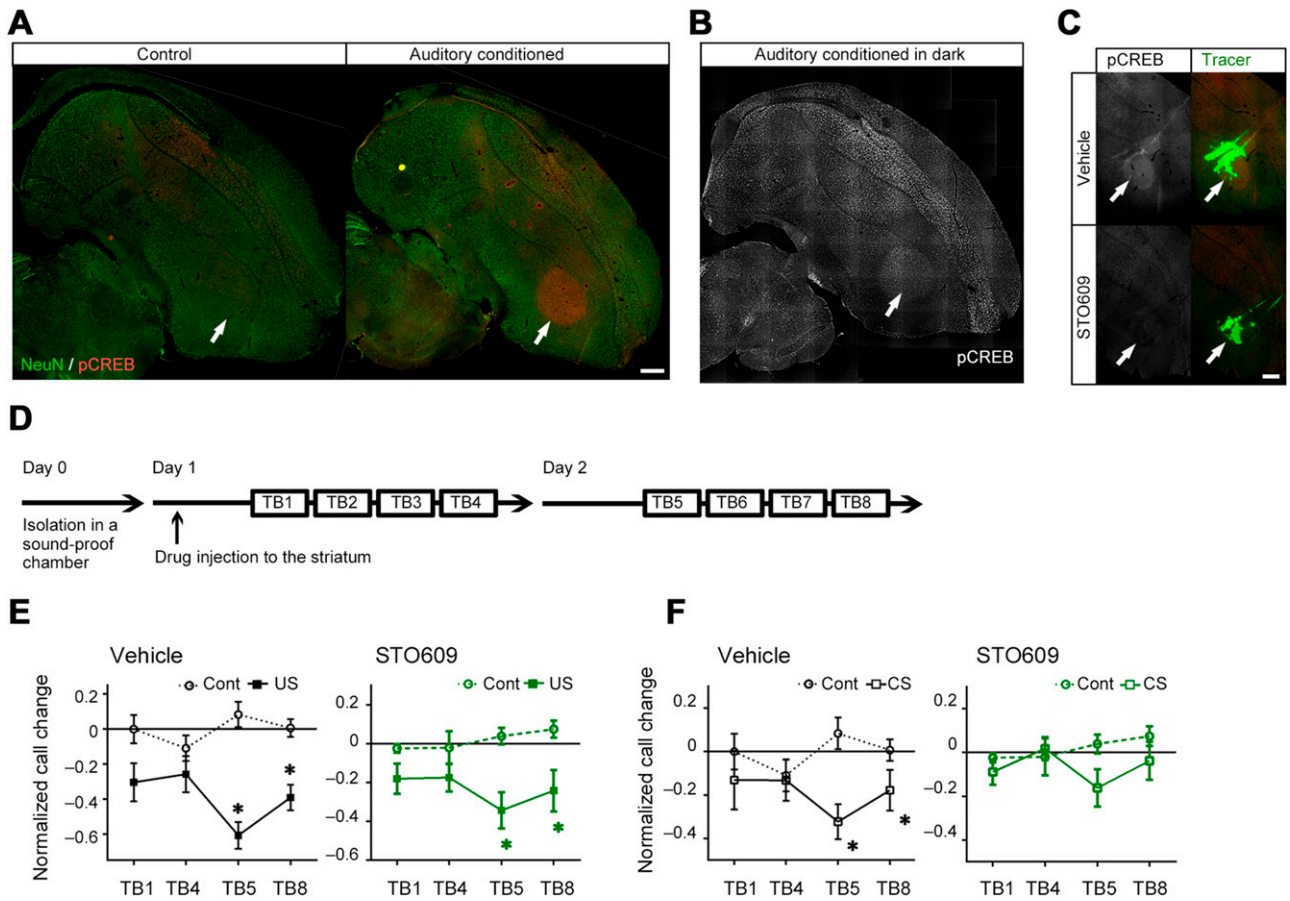 A
Control
Auditory conditioned
NeuN / pCREB
B
Auditory conditioned in dark
pCREB
C
pCREB
Tracer
Vehicle
STO609
D
Day 0
Day 1
Day 2
TB1
TB2
TB3
TB4
TB5
TB6
TB7
TB8
Isolation in a
sound-proof
chamber
Drug injection to the striatum
E
Vehicle
Cont
US
Normalized call change
0.2
0
−0.2
*
−0.4
*
−0.6
TB1 TB4 TB5 TB8
STO609
Cont
US
0.2
0
−0.2
−0.4
*
*
−0.6
TB1 TB4 TB5 TB8
F
Vehicle
Cont
CS
Normalized call change
0.2
0
−0.2
*
−0.4
*
TB1 TB4 TB5 TB8
STO609
Cont
CS
0.2
0
−0.2
−0.4
TB1 TB4 TB5 TB8